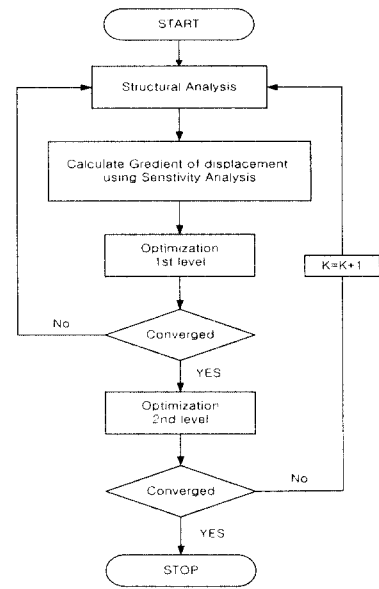 START
Structural Analysis
Calculate Gredient of displacement
using Senstivity Analysis
Optimization
1st level
K=K+1
No
Converged
YES
Optimization
2nd level
No
Converged
YES
STOP